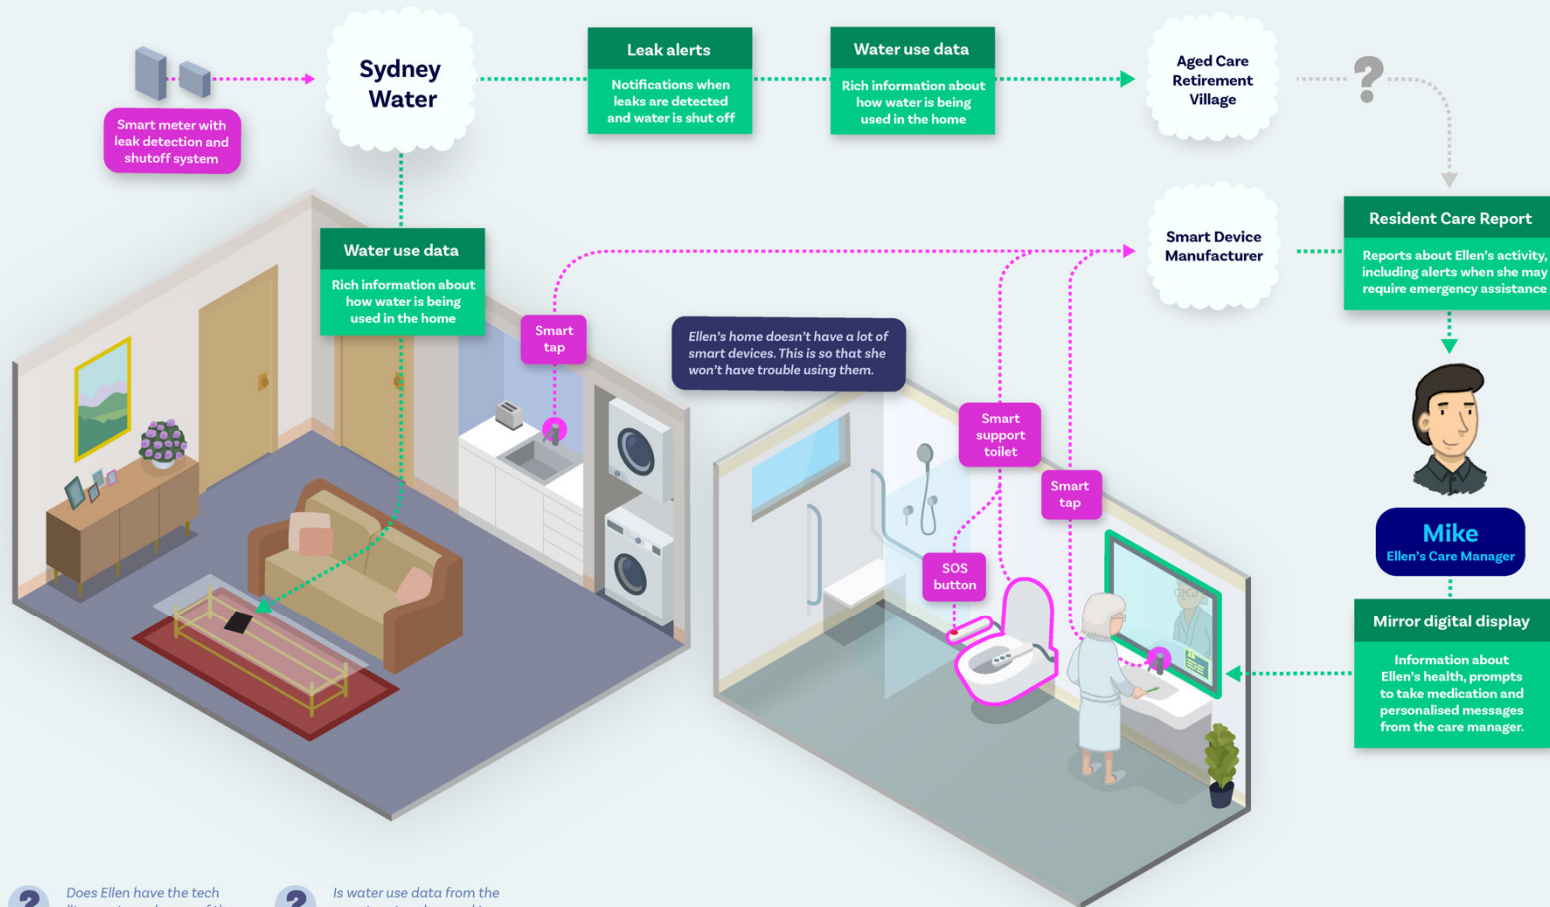 Sydney
Water
Leak alerts
Notifications when
leaks are detected
and water is shut off
Water use data
Rich information about
how water is being
used in the home
Aged Care
Retirement
Village
?
Smart meter with
leak detection and
shutoff system
Water use data
Rich information about
how water is being
used in the home
Smart
tap
Ellen's home doesn't have a lot of
smart devices. This is so that she
won't have trouble using them.
Smart Device
Manufacturer
Resident Care Report
Reports about Ellen's activity,
including alerts when she may
require emergency assistance
Smart
support
toilet
Smart
tap
SOS
button
Mike
Ellen's Care Manager
Mirror digital display
Information about
Ellen's health, prompts
to take medication and
personalised messages
from the care manager.
?
Does Ellen have the tech
?
Is water use data from the